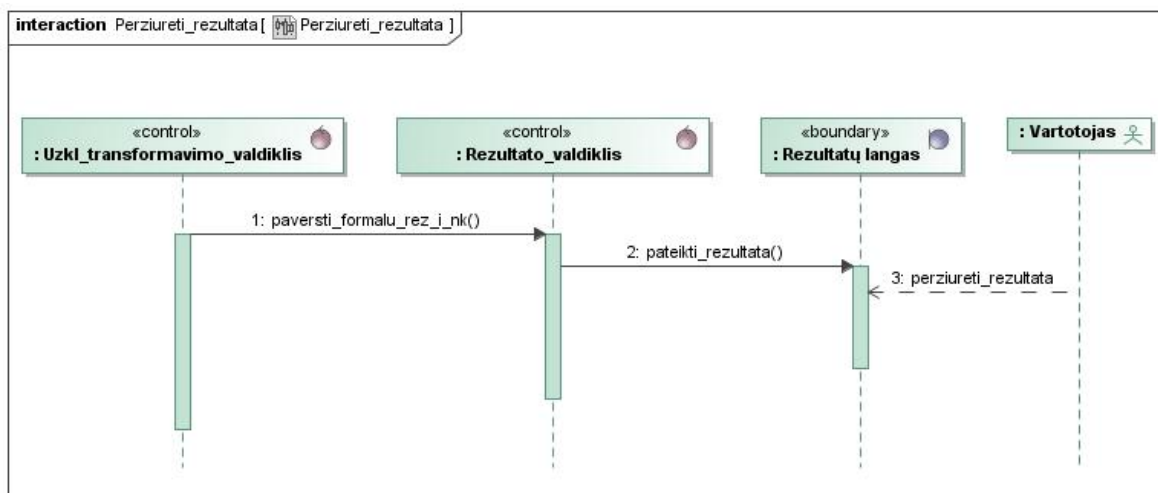 interaction Perziureti_rezultata[ Perziureti_rezultata ]
«control»
: Uzkl_transformavimo_valdiklis
«control»
: Rezultato_valdiklis
«boundary»
: Rezultatų langas
: Vartotojas
1: paversti_formalu_rez_i_nk()
2: pateikti_rezultata()
3: perziureti_rezultata